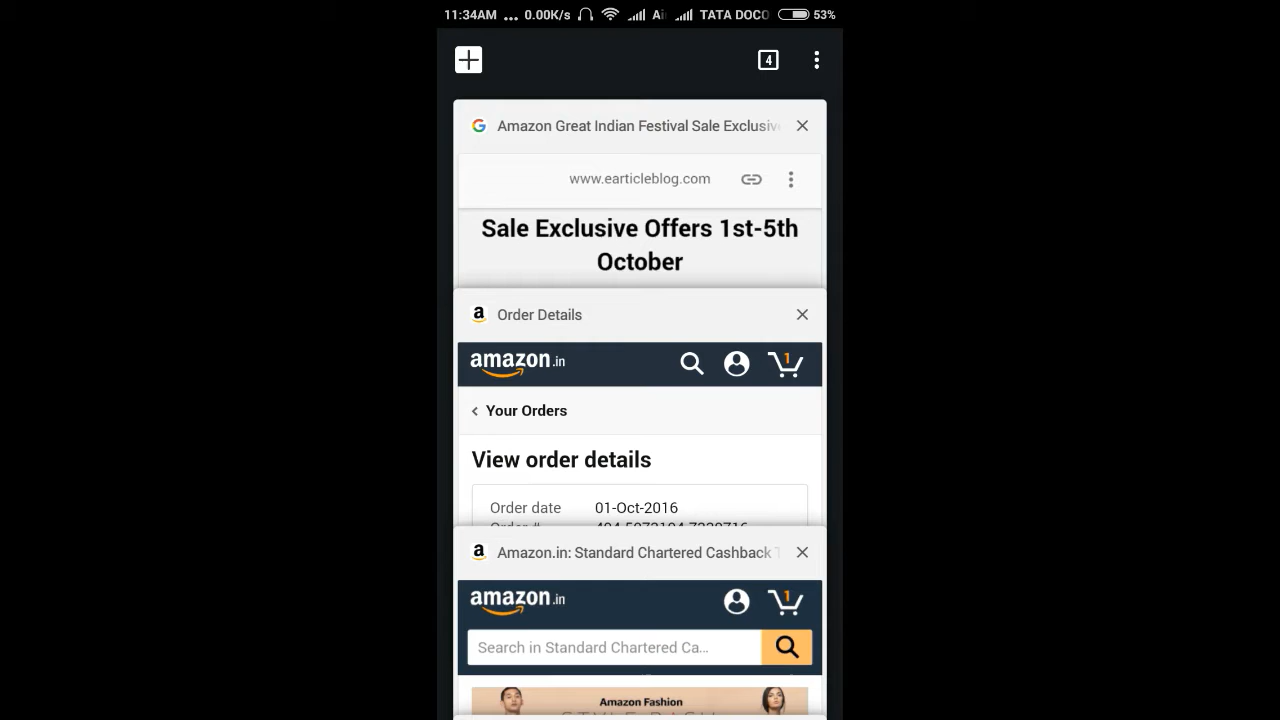 11:34AM ... 0.00K/s Ai TATA DOCO 53%
4
Amazon Great Indian Festival Sale Exclusiv
www.earticleblog.com
Sale Exclusive Offers 1st-5th
October
a Order Details
amazon.in 1
Your Orders
View order details
Order date 01-Oct-2016
a Amazon.in: Standard Chartered Cashback T
amazon.in 1
Search in Standard Chartered Ca...
Amazon Fashion